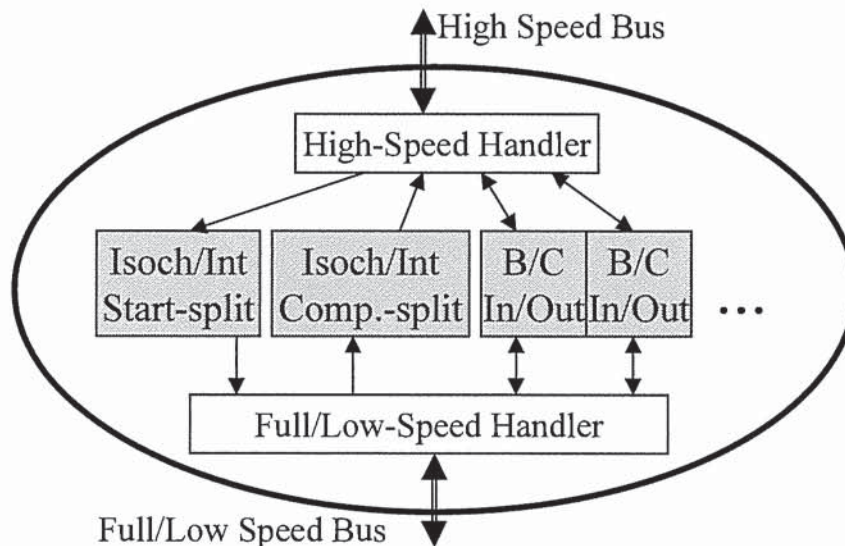 High Speed Bus
High-Speed Handler
Isoch/Int
Start-split
Isoch/Int
Comp.-split
B/C
In/Out
B/C
In/Out
...
Full/Low-Speed Handler
Full/Low Speed Bus